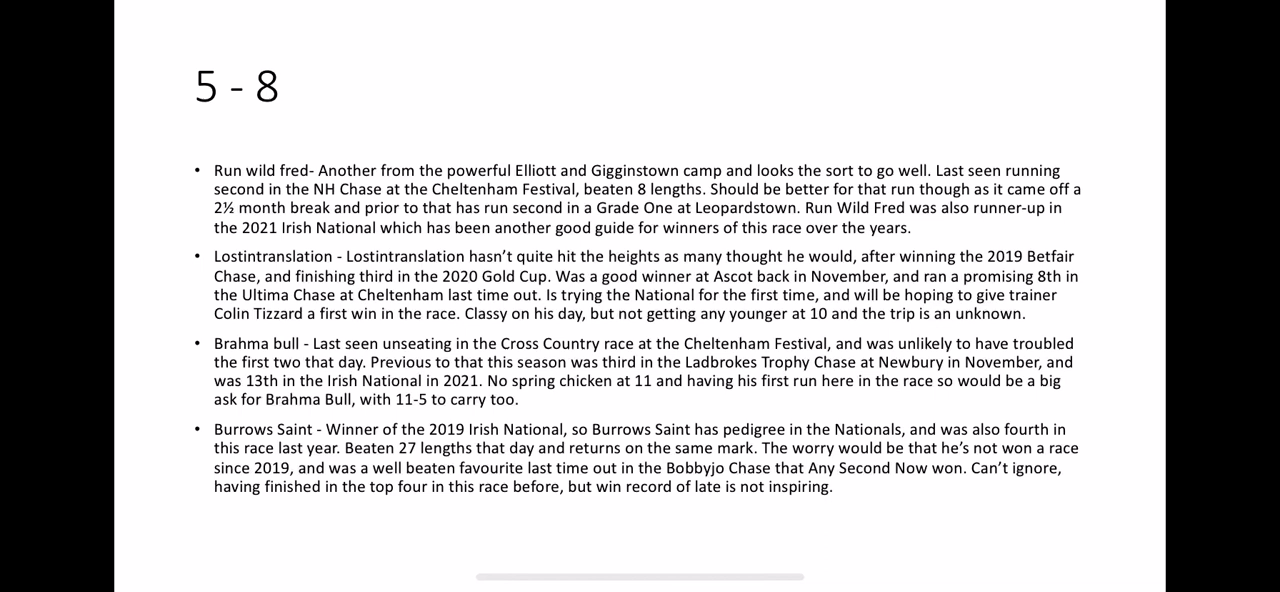 5 - 8
• Run wild fred- Another from the powerful Elliott and Gigginstown camp and looks the sort to go well. Last seen running
second in the NH Chase at the Cheltenham Festival, beaten 8 lengths. Should be better for that run though as it came off a
2½ month break and prior to that has run second in a Grade One at Leopardstown. Run Wild Fred was also runner-up in
the 2021 Irish National which has been another good guide for winners of this race over the years.
• Lostintranslation - Lostintranslation hasn’t quite hit the heights as many thought he would, after winning the 2019 Betfair
Chase, and finishing third in the 2020 Gold Cup. Was a good winner at Ascot back in November, and ran a promising 8th in
the Ultima Chase at Cheltenham last time out. Is trying the National for the first time, and will be hoping to give trainer
Colin Tizzard a first win in the race. Classy on his day, but not getting any younger at 10 and the trip is an unknown.
• Brahma bull - Last seen unseating in the Cross Country race at the Cheltenham Festival, and was unlikely to have troubled
the first two that day. Previous to that this season was third in the Ladbrokes Trophy Chase at Newbury in November, and
was 13th in the Irish National in 2021. No spring chicken at 11 and having his first run here in the race so would be a big
ask for Brahma Bull, with 11-5 to carry too.
• Burrows Saint - Winner of the 2019 Irish National, so Burrows Saint has pedigree in the Nationals, and was also fourth in
this race last year. Beaten 27 lengths that day and returns on the same mark. The worry would be that he’s not won a race
since 2019, and was a well beaten favourite last time out in the Bobbyjo Chase that Any Second Now won. Can’t ignore,
having finished in the top four in this race before, but win record of late is not inspiring.